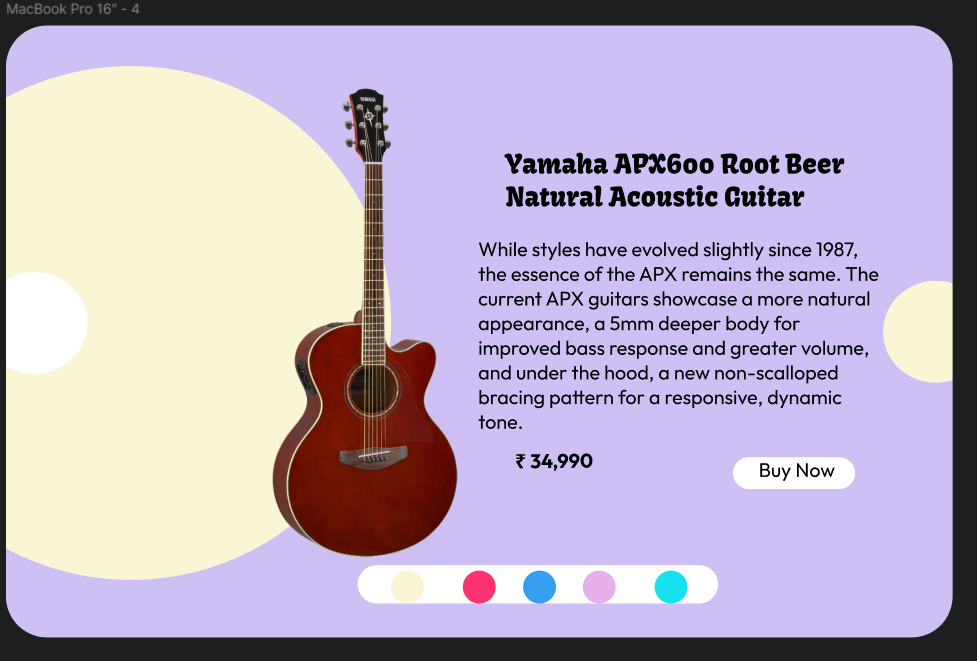 MacBook Pro 16" - 4
YAMAHA
Yamaha APX600 Root Beer
Natural Acoustic Guitar
While styles have evolved slightly since 1987,
the essence of the APX remains the same. The
current APX guitars showcase a more natural
appearance, a 5mm deeper body for
improved bass response and greater volume,
and under the hood, a new non-scalloped
bracing pattern for a responsive, dynamic
tone.
₹ 34,990
Buy Now